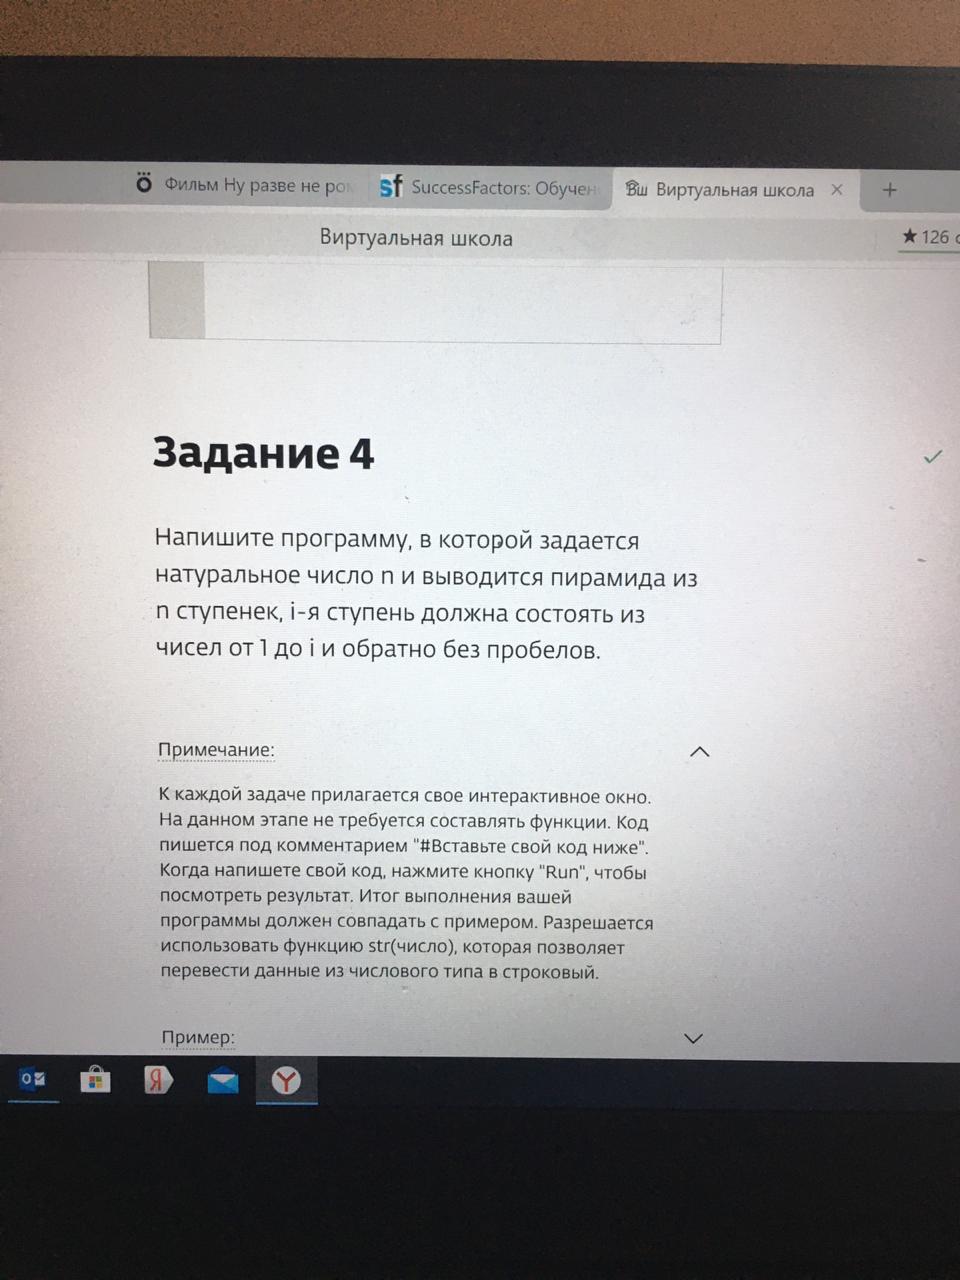 Фильм Ну разве не ром
sf SuccessFactors: Обучен
Вш Виртуальная школа
Виртуальная школа
★ 126
Задание 4
Напишите программу, в которой задается
натуральное число n и выводится пирамида из
n ступенек, i-я ступень должна состоять из
чисел от 1 до i и обратно без пробелов.
Примечание:
К каждой задаче прилагается свое интерактивное окно.
На данном этапе не требуется составлять функции. Код
пишется под комментарием "#Вставьте свой код ниже".
Когда напишете свой код, нажмите кнопку "Run", чтобы
посмотреть результат. Итог выполнения вашей
программы должен совпадать с примером. Разрешается
использовать функцию str(число), которая позволяет
перевести данные из числового типа в строковый.
Пример: